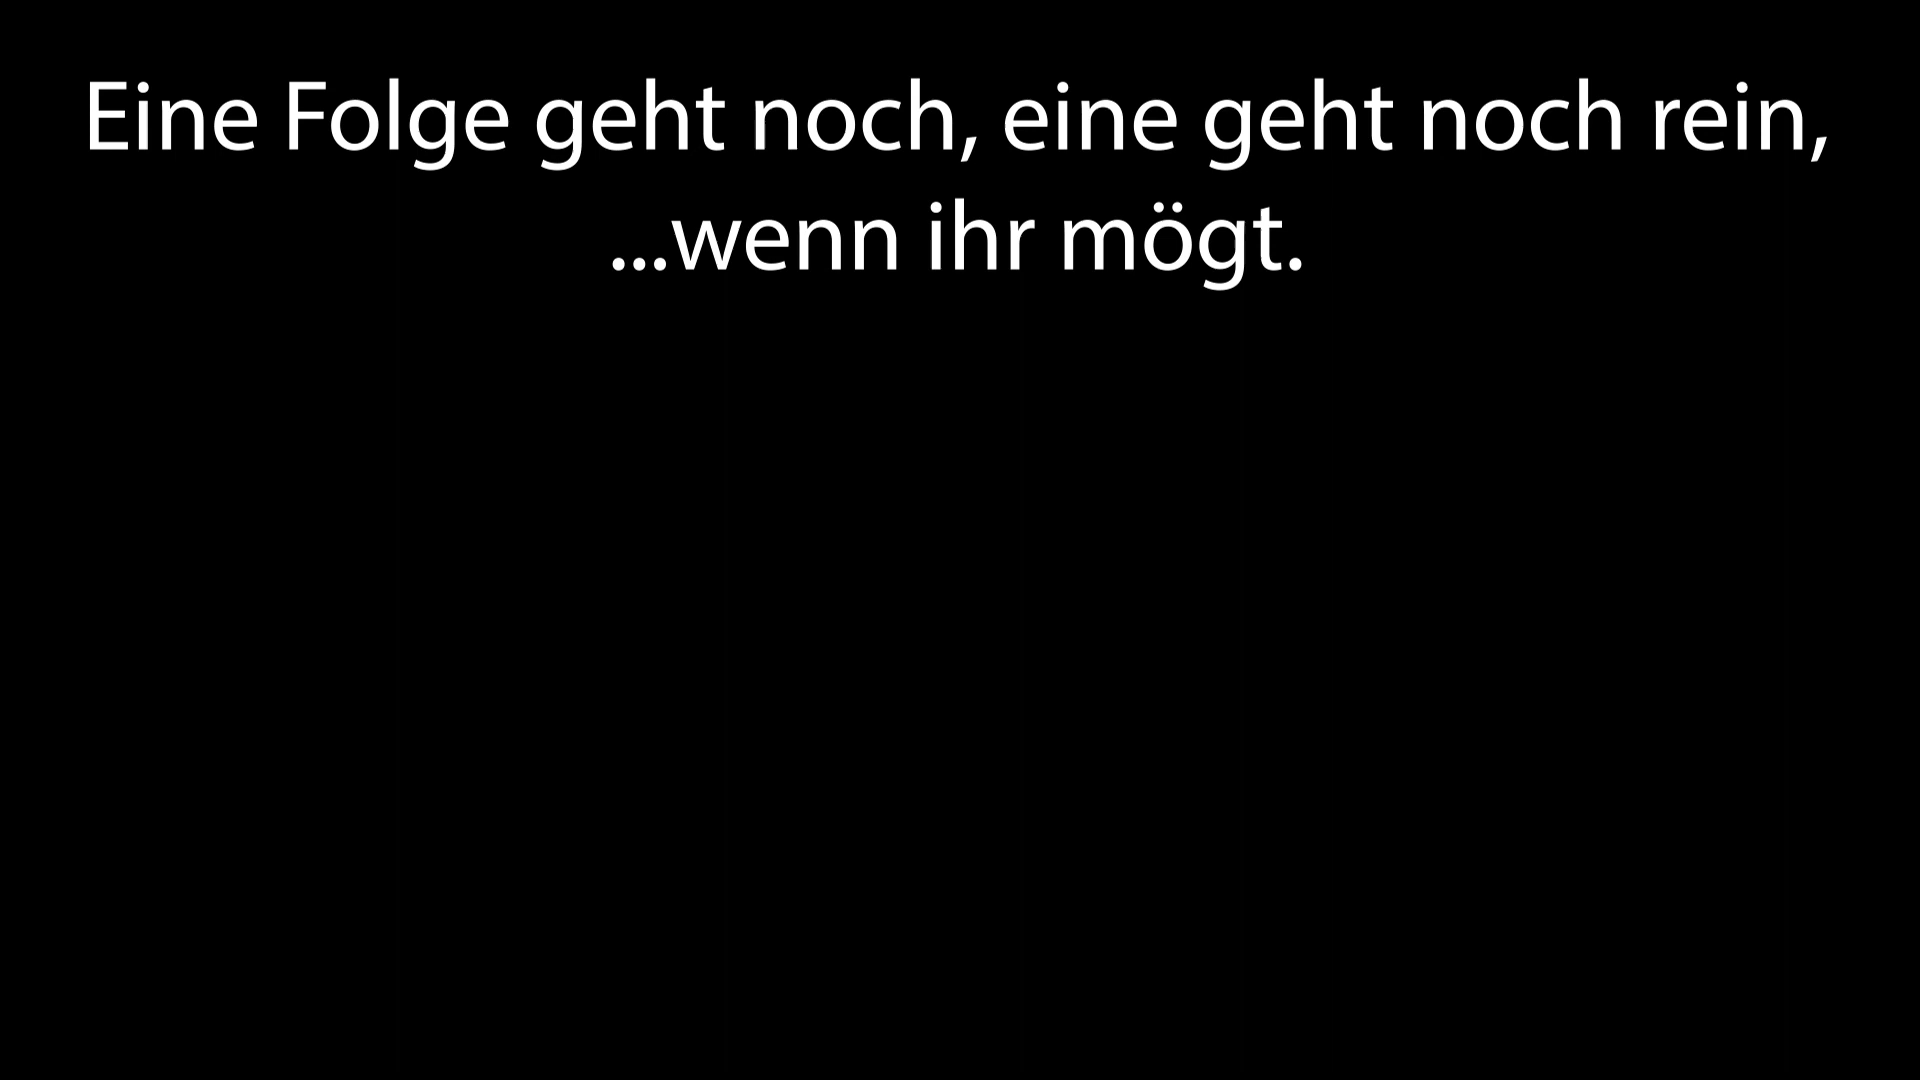 Eine Folge geht noch, eine geht noch rein,
...wenn ihr mögt.